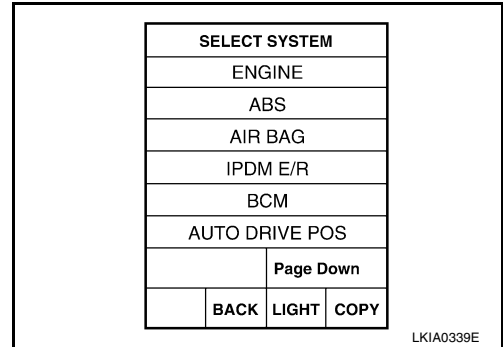 SELECT SYSTEM
ENGINE
ABS
AIR BAG
IPDM E/R
BCM
AUTO DRIVE POS
Page Down
BACK LIGHT COPY
LKIA0339E